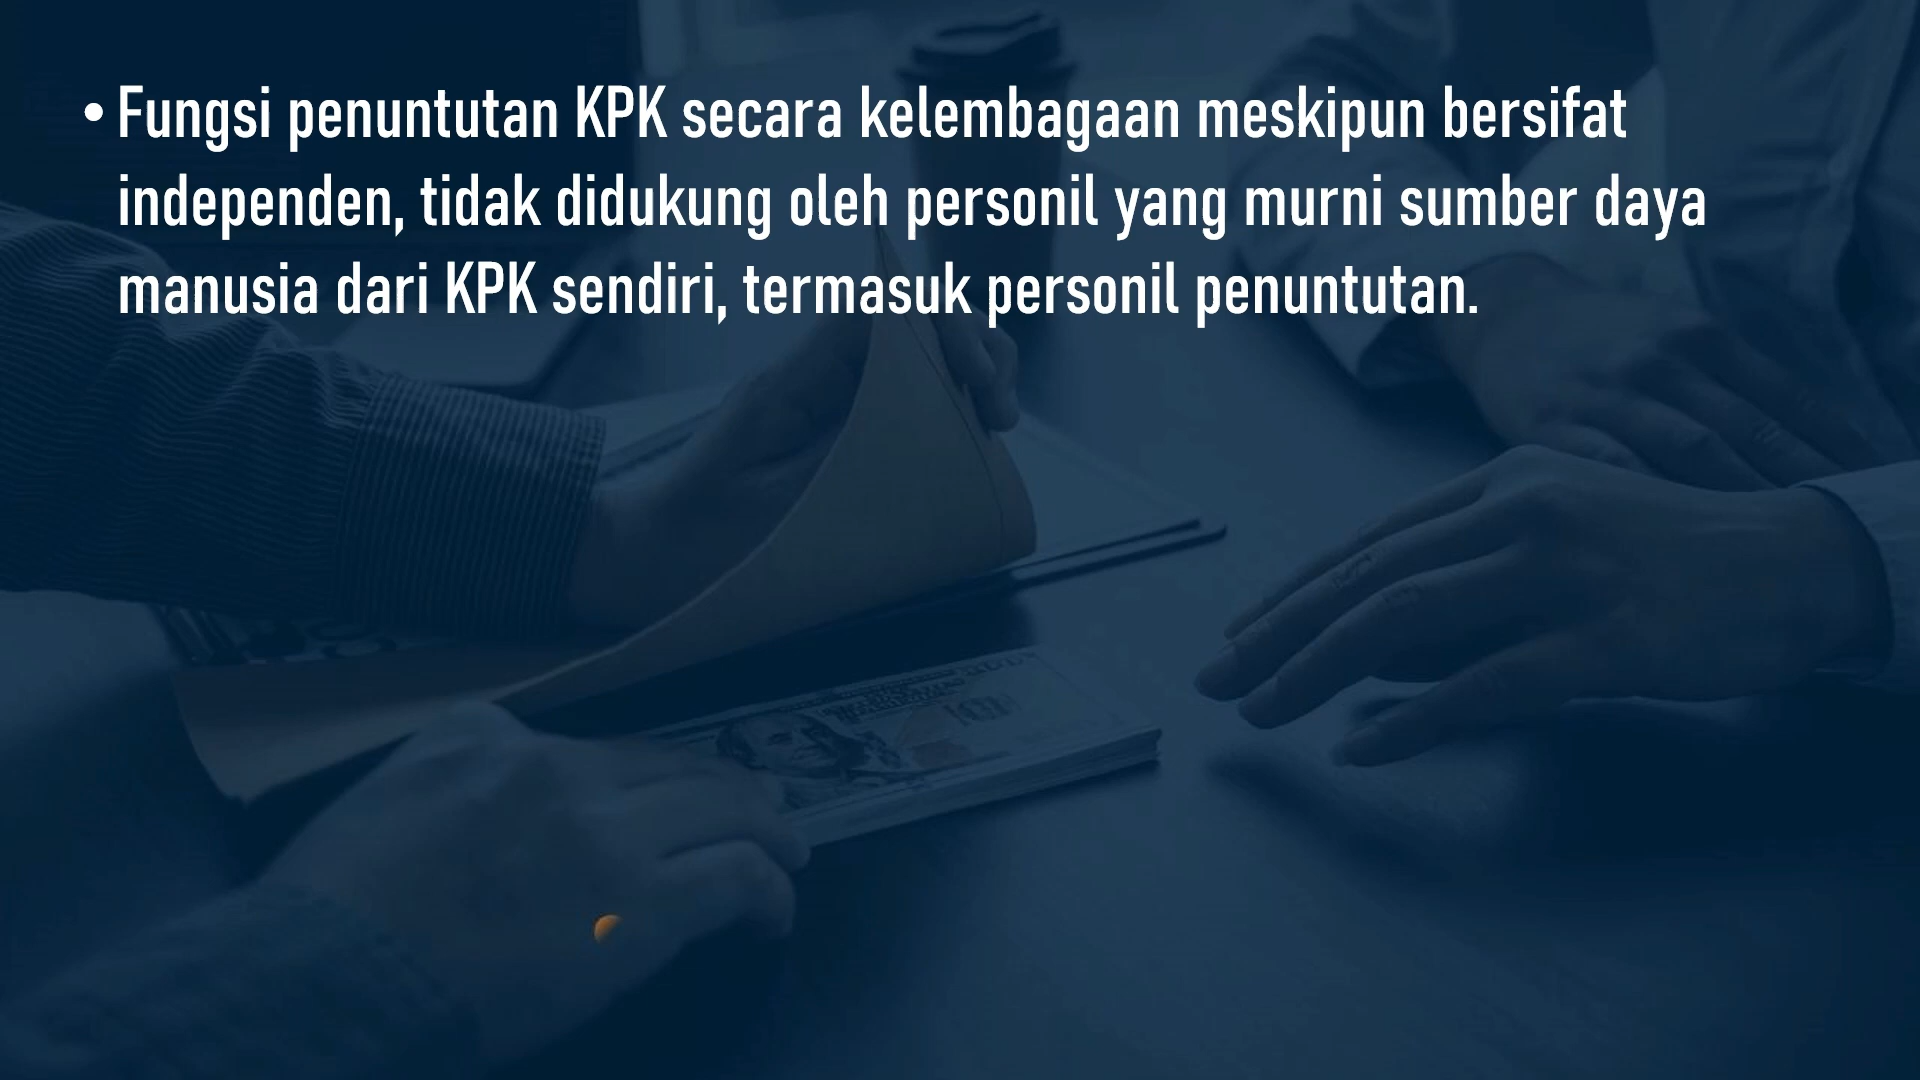 • Fungsi penuntutan KPK secara kelembagaan meskipun bersifat
independen, tidak didukung oleh personil yang murni sumber daya
manusia dari KPK sendiri, termasuk personil penuntutan.